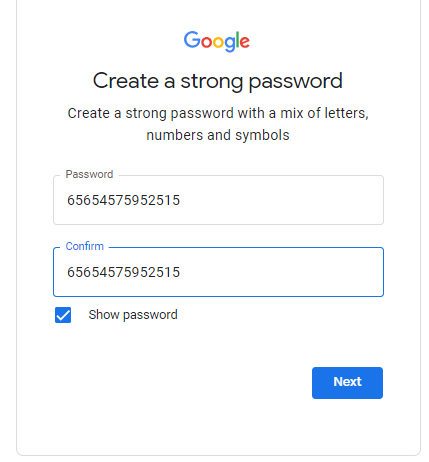 Google
Create a strong password
Create a strong password with a mix of letters,
numbers and symbols
Password
65654575952515
Confirm
65654575952515
Show password
Next